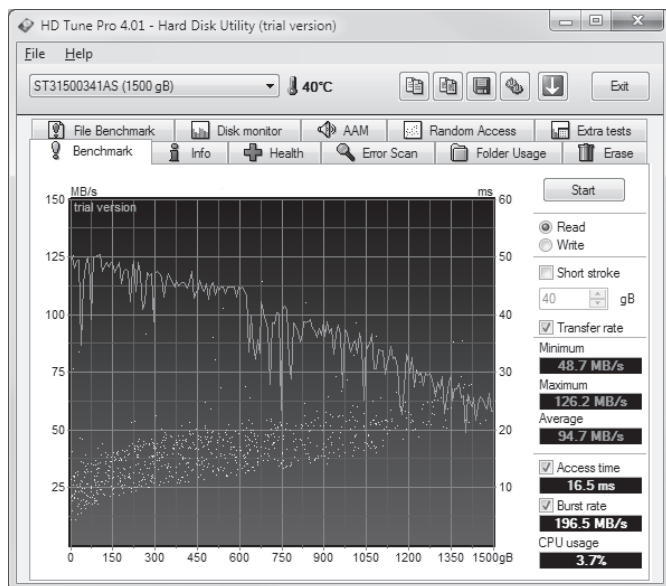 HD Tune Pro 4.01 - Hard Disk Utility (trial version)
File Help
ST31500341AS (1500 gB) 40°C Exit
File Benchmark Disk monitor AAM Random Access Extra tests
Benchmark Info Health Error Scan Folder Usage Erase
MB/s ms
150 60
trial version
125 50
100 40
75 30
50 20
25 10
0 150 300 450 600 750 900 1050 1200 1350 1500gB
Start
Read
Write
Short stroke
40 gB
Transfer rate
Minimum
48.7 MB/s
Maximum
126.2 MB/s
Average
94.7 MB/s
Access time
16.5 ms
Burst rate
196.5 MB/s
CPU usage
3.7%